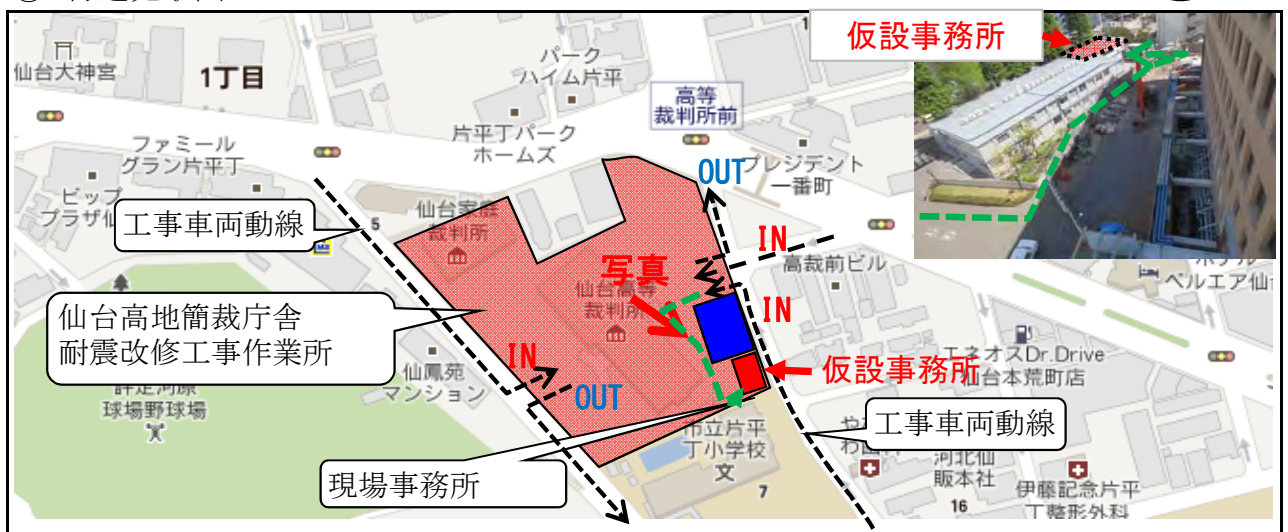 仮設事務所
仙台大神宮
1丁目
パーク
ハイム片平
高等
裁判所前
片平丁パーク
ホームズ
ファミール
グラン片平丁
プレジデント
一番町
OUT
ビップ
プラザ仙
工事車両動線
5
仙台家庭
裁判所
IN
高裁前ビル
ホテル
ベルエア仙台
写真
仙台高等
裁判所
IN
仙台高地簡裁庁舎
耐震改修工事作業所
IN
OUT
仙鳳苑
マンション
仮設事務所
エネオスDr.Drive
仙台本荒町店
評定河原
球場野球場
市立片平
丁小学校
文
7
工事車両動線
河北仙
販本社
現場事務所
16
伊藤記念片平
丁整形外科